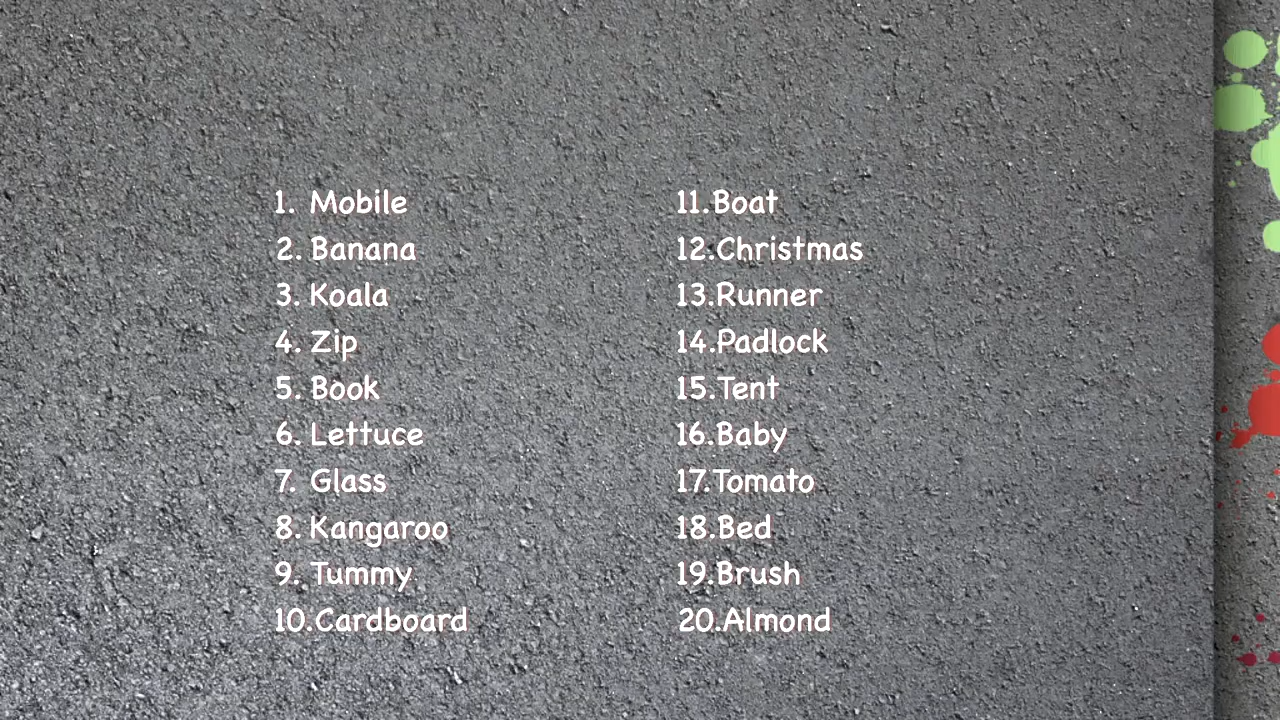 1. Mobile
2. Banana
3. Koala
4. Zip
5. Book
6. Lettuce
7. Glass
8. Kangaroo
9. Tummy
10.Cardboard
11.Boat
12.Christmas
13.Runner
14.Padlock
15.Tent
16.Baby
17.Tomato
18.Bed
19.Brush
20.Almond